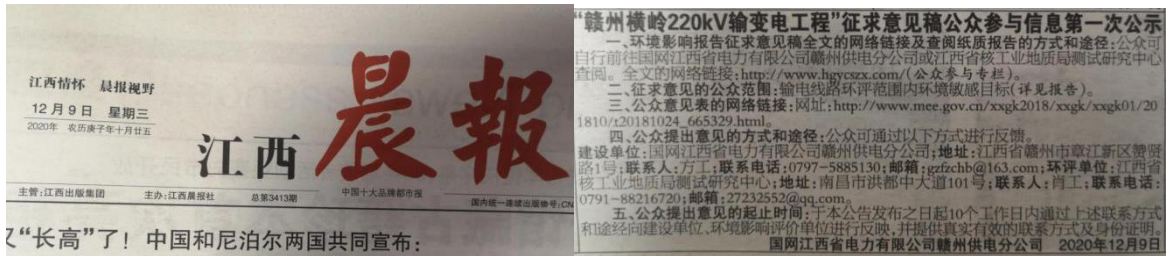 江西情怀 晨报视野
12月9日 星期三
2020年 农历庚子年十月廿五
江西晨報
中国十大品牌都市报
主管:江西出版集团 主办:江西晨报社 总第3413期 国内统一连续出版物号:CN
又“长高”了！中国和尼泊尔两国共同宣布:
“赣州横岭220kV输变电工程”征求意见稿公众参与信息第一次公示
一、环境影响报告征求意见稿全文的网络链接及查阅纸质报告的方式和途径:公众可
自行前往国网江西省电力有限公司赣州供电分公司或江西省核工业地质局测试研究中心
查阅。全文的网络链接:http://www.hgycszx.com/(公众参与专栏)。
二、征求意见的公众范围:输电线路环评范围内环境敏感目标(详见报告)。
三、公众意见表的网络链接:网址:http://www.mee.gov.cn/xxgk2018/xxgk/xxgk01/20
1810/t20181024_665329.html。
四、公众提出意见的方式和途径:公众可通过以下方式进行反馈。
建设单位:国网江西省电力有限公司赣州供电分公司;地址:江西省赣州市章江新区赞贤
路1号;联系人:方工;联系电话:0797-5885130;邮箱:gzfzchb@163.com;环评单位:江西省
核工业地质局测试研究中心;地址:南昌市洪都中大道101号;联系人:肖工;联系电话:
0791-88216720;邮箱:27232552@qq.com。
五、公众提出意见的起止时间:于本公告发布之日起10个工作日内通过上述联系方式
和途经向建设单位、环境影响评价单位进行反映,并提供真实有效的联系方式及身份证明。
国网江西省电力有限公司赣州供电分公司 2020年12月9日